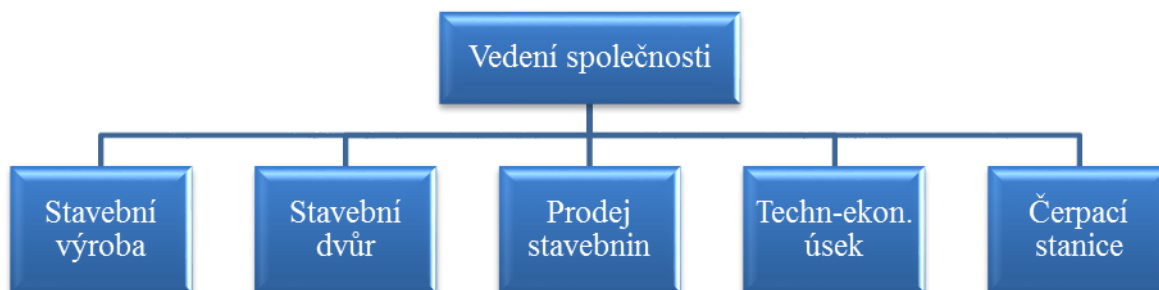 Vedení společnosti
Stavební
výroba
Stavební
dvůr
Prodej
stavebnin
Techn-ekon.
úsek
Čerpací
stanice